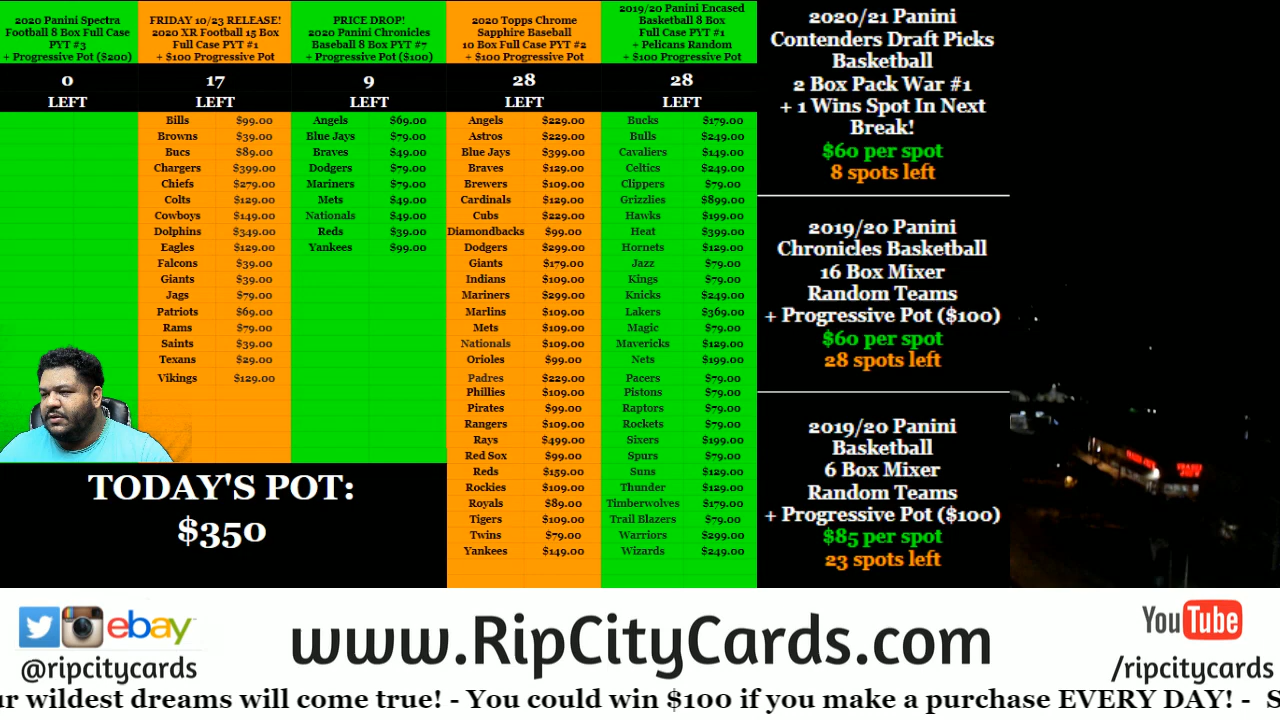 2020 Panini Spectra
Football 8 Box Full Case
PYT #3
+ Progressive Pot ($200)
0
LEFT
FRIDAY 10/23 RELEASE!
2020 XR Football 15 Box
Full Case PYT #1
+ $100 Progressive Pot
17
LEFT
Bills $99.00
Browns $39.00
Bucs $89.00
Chargers $399.00
Chiefs $279.00
Colts $129.00
Cowboys $149.00
Dolphins $349.00
Eagles $129.00
Falcons $39.00
Giants $39.00
Jags $79.00
Patriots $69.00
Rams $79.00
Saints $39.00
Texans $29.00
Vikings $129.00
PRICE DROP!
2020 Panini Chronicles
Baseball 8 Box PYT #7
+ Progressive Pot ($100)
9
LEFT
Angels $69.00
Blue Jays $79.00
Braves $49.00
Dodgers $79.00
Mariners $79.00
Mets $49.00
Nationals $49.00
Reds $39.00
Yankees $99.00
2020 Topps Chrome
Sapphire Baseball
10 Box Full Case PYT #2
+ $100 Progressive Pot
28
LEFT
Angels $229.00
Astros $229.00
Blue Jays $399.00
Braves $129.00
Brewers $109.00
Cardinals $129.00
Cubs $229.00
Diamondbacks $99.00
Dodgers $299.00
Giants $179.00
Indians $109.00
Mariners $299.00
Marlins $109.00
Mets $109.00
Nationals $109.00
Orioles $99.00
Padres $229.00
Phillies $109.00
Pirates $99.00
Rangers $109.00
Rays $499.00
Red Sox $99.00
Reds $159.00
Rockies $109.00
Royals $89.00
Tigers $109.00
Twins $79.00
Yankees $149.00
2019/20 Panini Encased
Basketball 8 Box
Full Case PYT #1
+ Pelicans Random
+ $100 Progressive Pot
28
LEFT
Bucks $179.00
Bulls $249.00
Cavaliers $149.00
Celtics $249.00
Clippers $79.00
Grizzlies $899.00
Hawks $199.00
Heat $399.00
Hornets $129.00
Jazz $79.00
Kings $79.00
Knicks $249.00
Lakers $369.00
Magic $79.00
Mavericks $129.00
Nets $199.00
Pacers $79.00
Pistons $79.00
Raptors $79.00
Rockets $79.00
Sixers $199.00
Spurs $79.00
Suns $129.00
Thunder $129.00
Timberwolves $179.00
Trail Blazers $79.00
Warriors $299.00
Wizards $249.00
2020/21 Panini
Contenders Draft Picks
Basketball
2 Box Pack War #1
+ 1 Wins Spot In Next
Break!
$60 per spot
8 spots left
2019/20 Panini
Chronicles Basketball
16 Box Mixer
Random Teams
+ Progressive Pot ($100)
$60 per spot
28 spots left
2019/20 Panini
Basketball
6 Box Mixer
Random Teams
+ Progressive Pot ($100)
$85 per spot
23 spots left
TODAY'S POT:
$350
ebay
@ripcitycards
www.RipCityCards.com
YouTube
/ripcitycards
ur wildest dreams will come true! - You could win $100 if you make a purchase EVERY DAY! - S